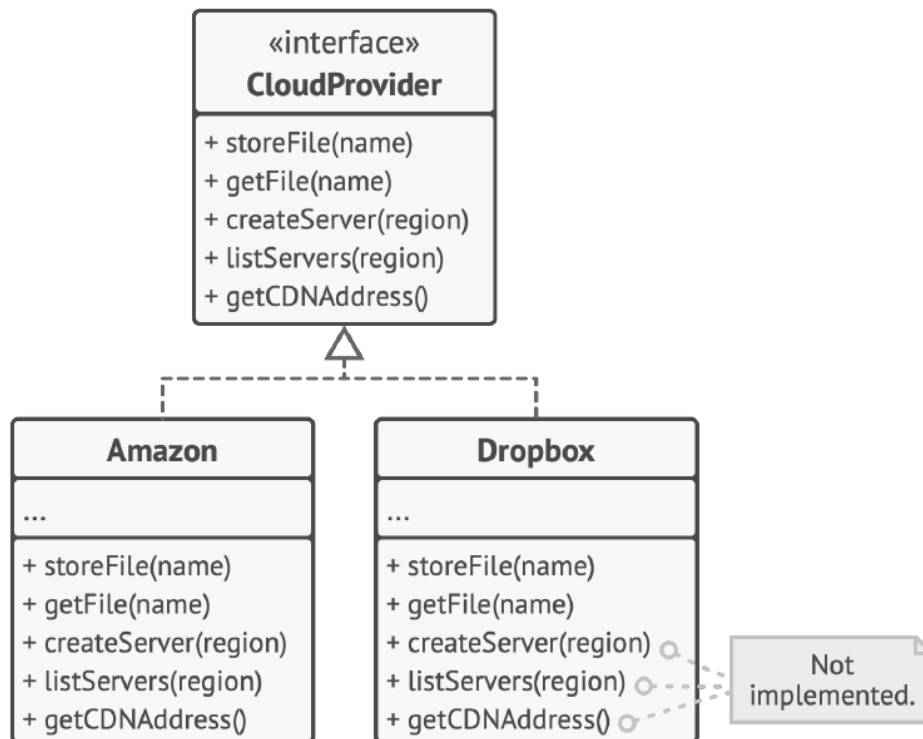 «interface»
CloudProvider
+ storeFile(name)
+ getFile(name)
+ createServer(region)
+ listServers(region)
+ getCDNAddress()
Amazon
...
+ storeFile(name)
+ getFile(name)
+ createServer(region)
+ listServers(region)
+ getCDNAddress()
Dropbox
...
+ storeFile(name)
+ getFile(name)
+ createServer(region)
+ listServers(region)
+ getCDNAddress()
Not
implemented.